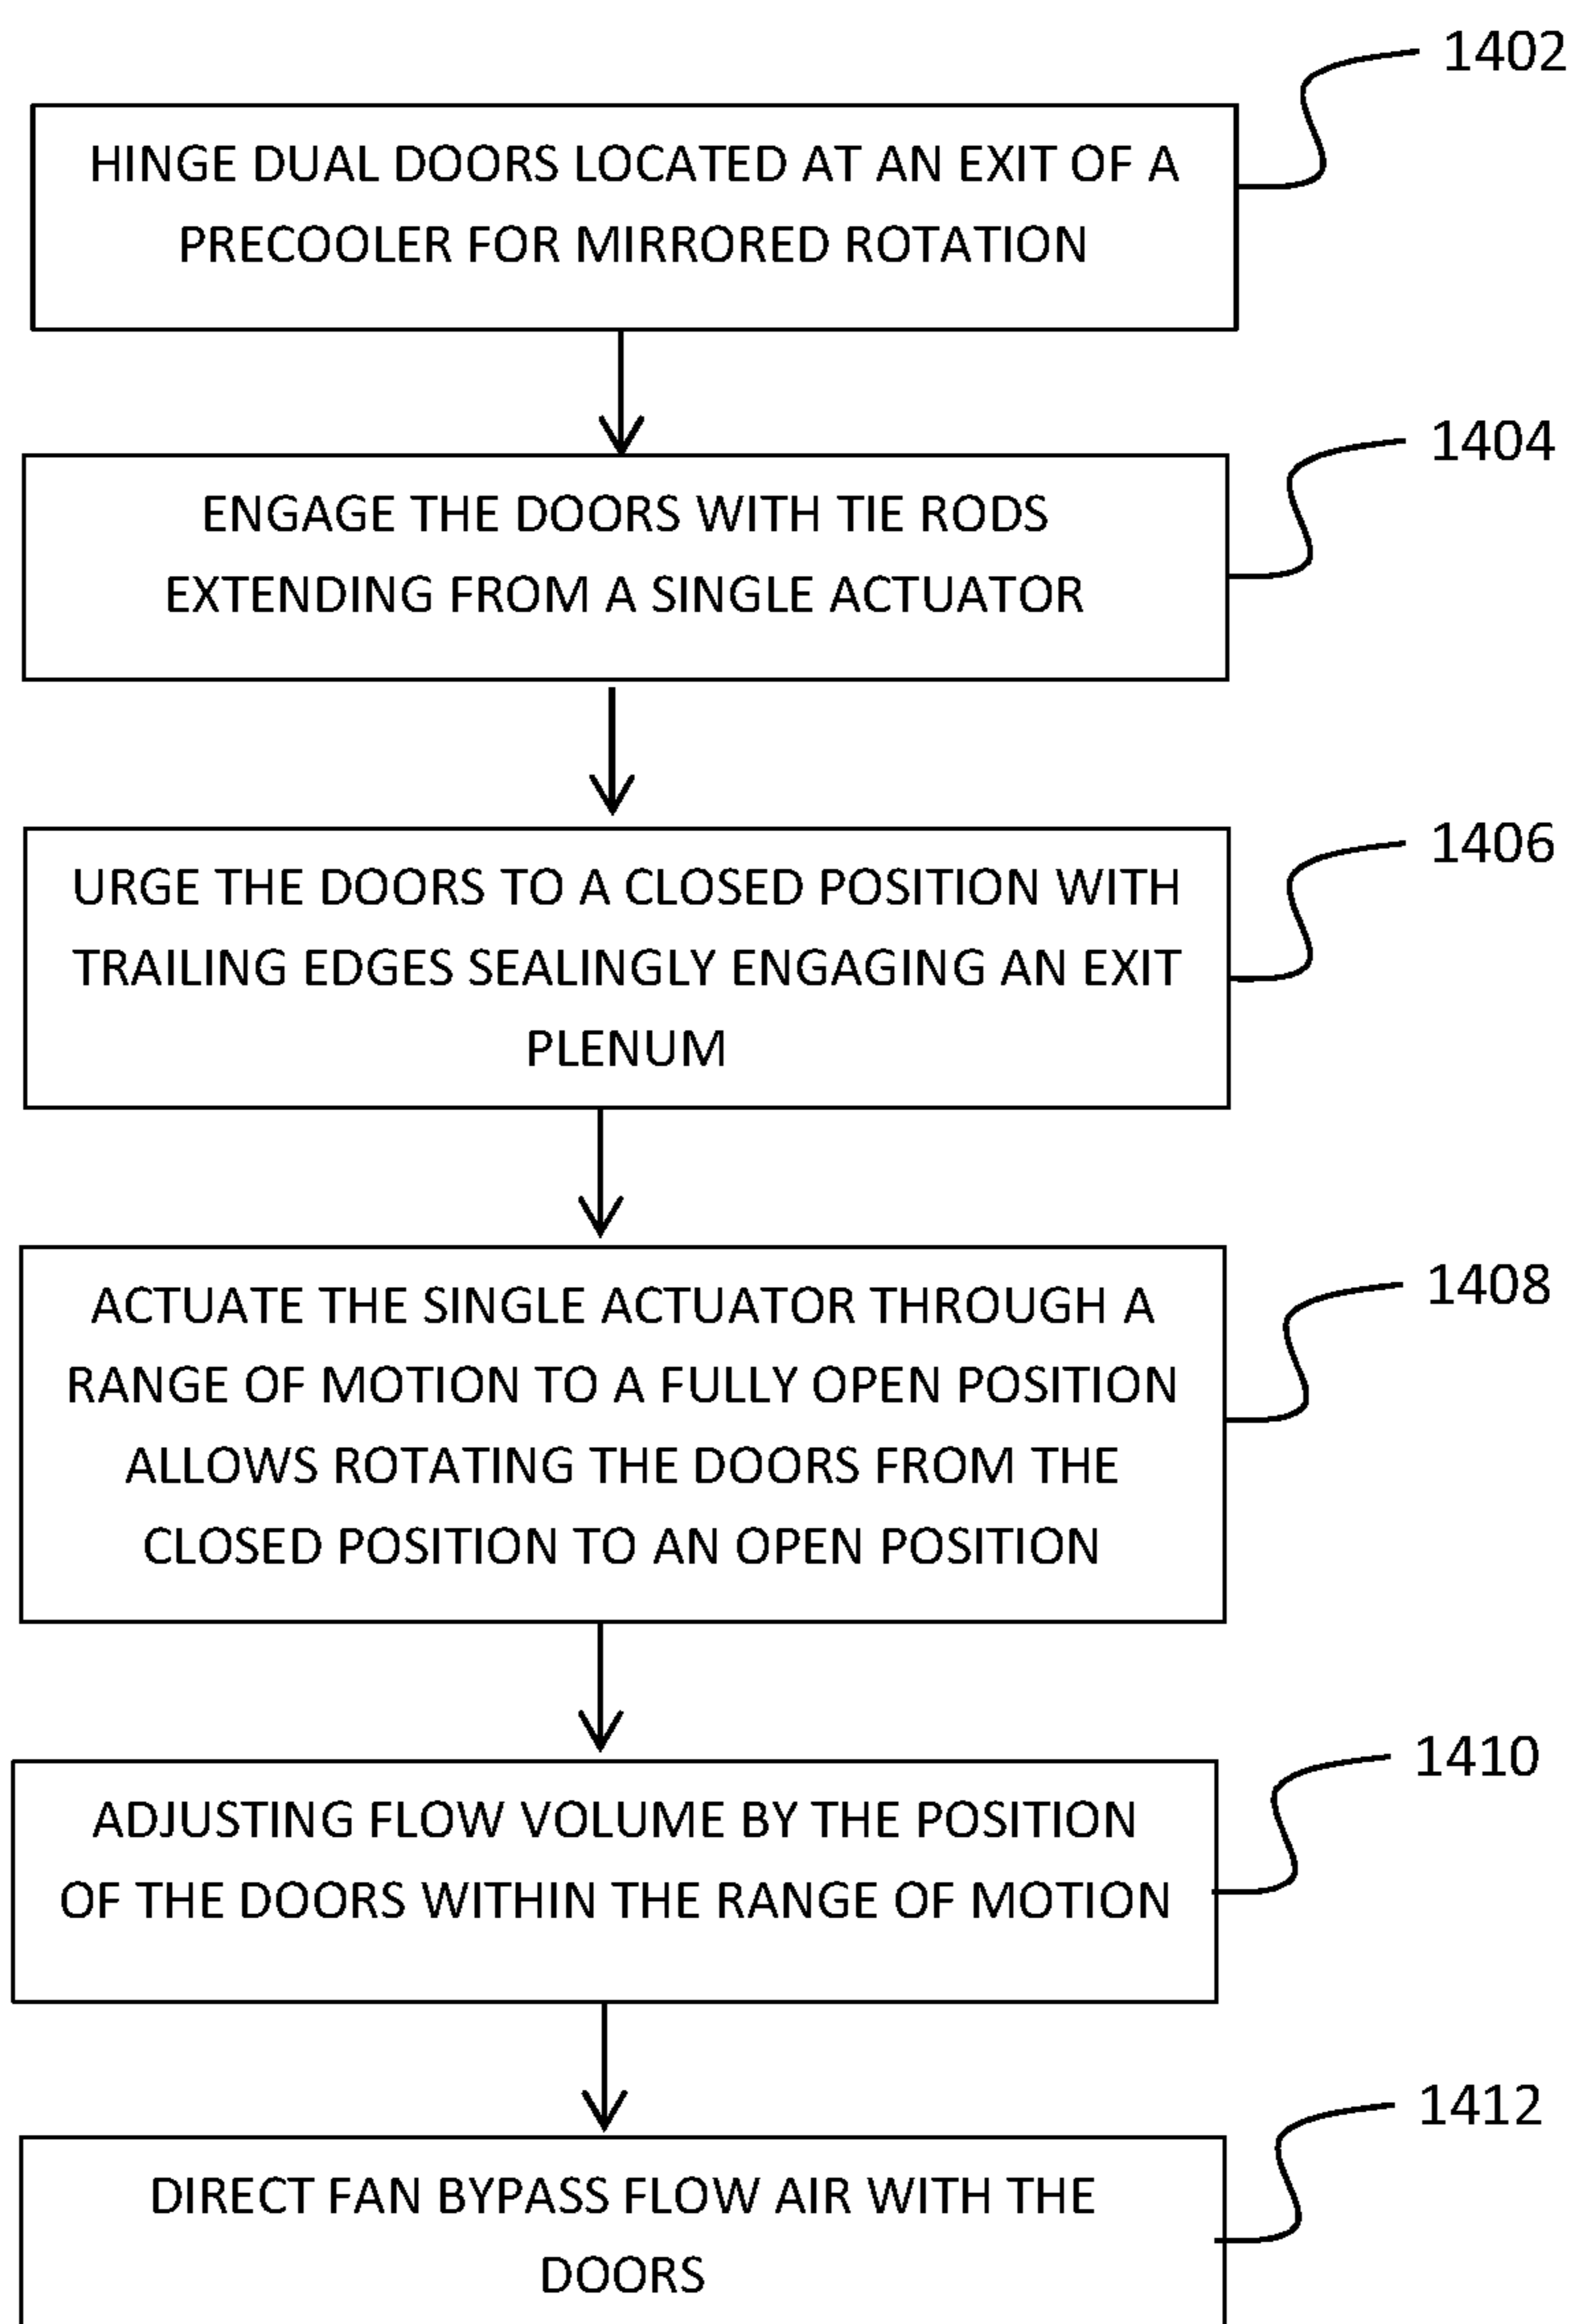 1402
HINGE DUAL DOORS LOCATED AT AN EXIT OF A
PRECOOLER FOR MIRRORED ROTATION
1404
ENGAGE THE DOORS WITH TIE RODS
EXTENDING FROM A SINGLE ACTUATOR
1406
URGE THE DOORS TO A CLOSED POSITION WITH
TRAILING EDGES SEALINGLY ENGAGING AN EXIT
PLENUM
1408
ACTUATE THE SINGLE ACTUATOR THROUGH A
RANGE OF MOTION TO A FULLY OPEN POSITION
ALLOWS ROTATING THE DOORS FROM THE
CLOSED POSITION TO AN OPEN POSITION
1410
ADJUSTING FLOW VOLUME BY THE POSITION
OF THE DOORS WITHIN THE RANGE OF MOTION
1412
DIRECT FAN BYPASS FLOW AIR WITH THE
DOORS